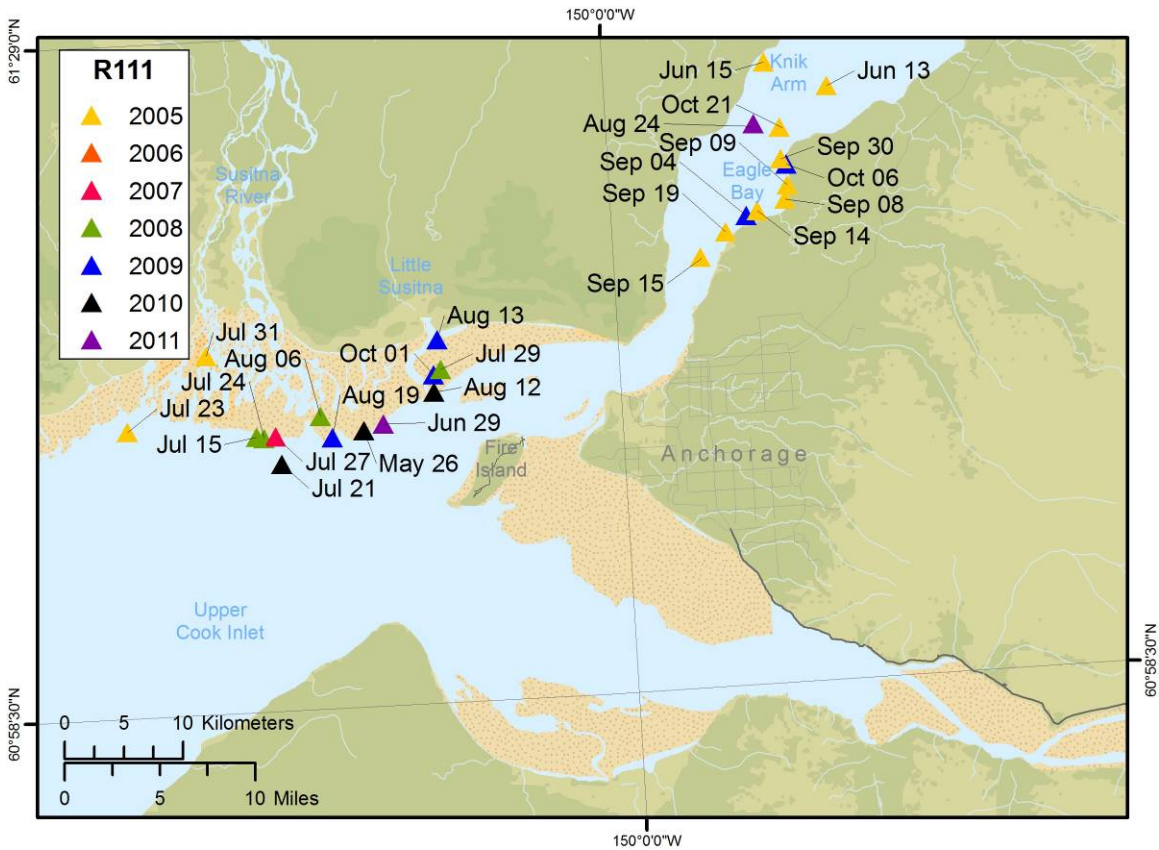 150°0'0"W
61°29'0"N
R111
2005
2006
2007
2008
2009
2010
2011
Susitna
River
Little
Susitna
Knik
Arm
Eagle
Bay
Jun 15
Jun 13
Oct 21
Aug 24
Sep 09
Sep 30
Sep 04
Oct 06
Sep 19
Sep 08
Sep 14
Sep 15
Jul 31
Aug 13
Aug 06
Oct 01
Jul 29
Jul 24
Aug 19
Aug 12
Jul 23
Jun 29
Jul 15
Jul 27
May 26
Jul 21
Fire
Island
Anchorage
Upper
Cook Inlet
60°58'30"N
60°58'30"N
0 5 10 Kilometers
0 5 10 Miles
150°0'0"W